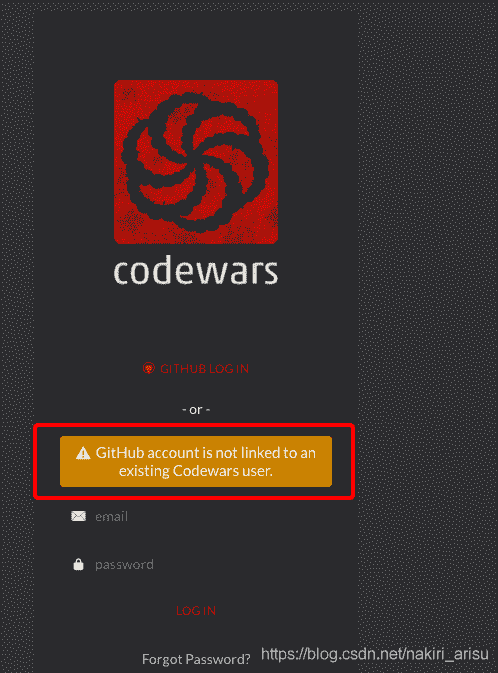 codewars
GITHUB LOG IN
- or -
GitHub account is not linked to an
existing Codewars user.
email
password
LOG IN
Forgot Password?
https://blog.csdn.net/nakiri_arisu